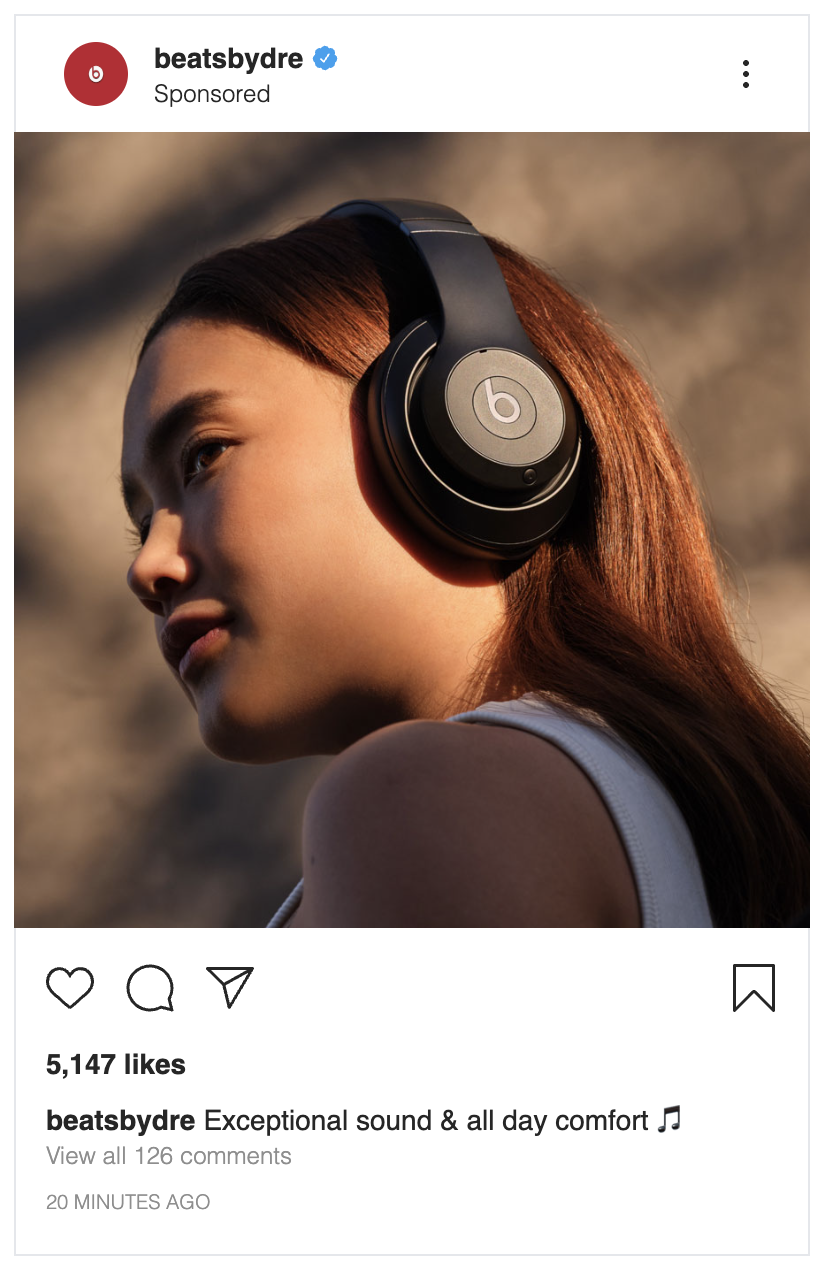 beatsbydre
Sponsored
5,147 likes
beatsbydre Exceptional sound & all day comfort 🎵
View all 126 comments
20 MINUTES AGO